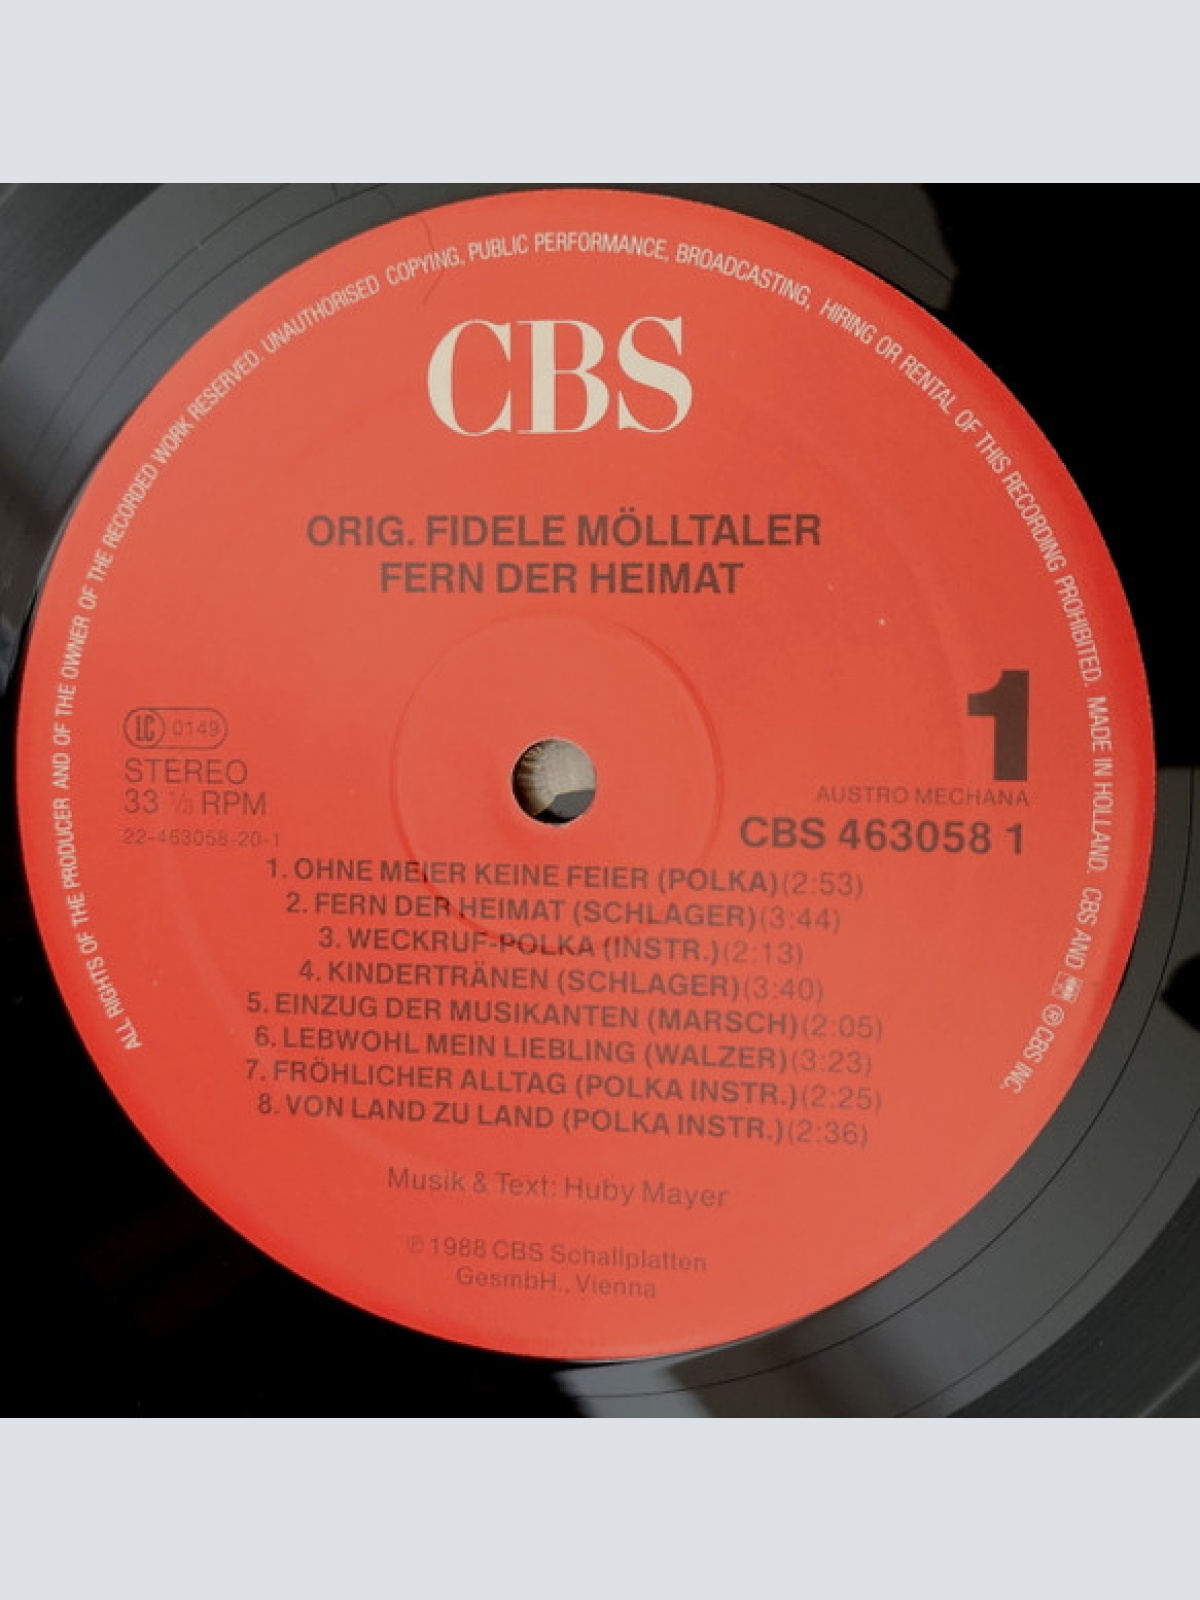 ALL RIGHTS OF THE PRODUCER AND OF THE OWNER OF THE RECORDED WORK RESERVED. UNAUTHORISED COPYING, PUBLIC PERFORMANCE, BROADCASTING, HIRING OR RENTAL OF THIS RECORDING PROHIBITED. MADE IN HOLLAND. CBS AND ® CBS INC.
CBS
ORIG. FIDELE MÖLLTALER
FERN DER HEIMAT
LC 0149
STEREO
33 ⅓ RPM
22-463058-20-1
1
AUSTRO MECHANA
CBS 463058 1
1. OHNE MEIER KEINE FEIER (POLKA) (2:53)
2. FERN DER HEIMAT (SCHLAGER) (3:44)
3. WECKRUF-POLKA (INSTR.) (2:13)
4. KINDERTRÄNEN (SCHLAGER) (3:40)
5. EINZUG DER MUSIKANTEN (MARSCH) (2:05)
6. LEBWOHL MEIN LIEBLING (WALZER) (3:23)
7. FRÖHLICHER ALLTAG (POLKA INSTR.) (2:25)
8. VON LAND ZU LAND (POLKA INSTR.) (2:36)
Musik & Text: Huby Mayer
℗ 1988 CBS Schallplatten
GesmbH., Vienna